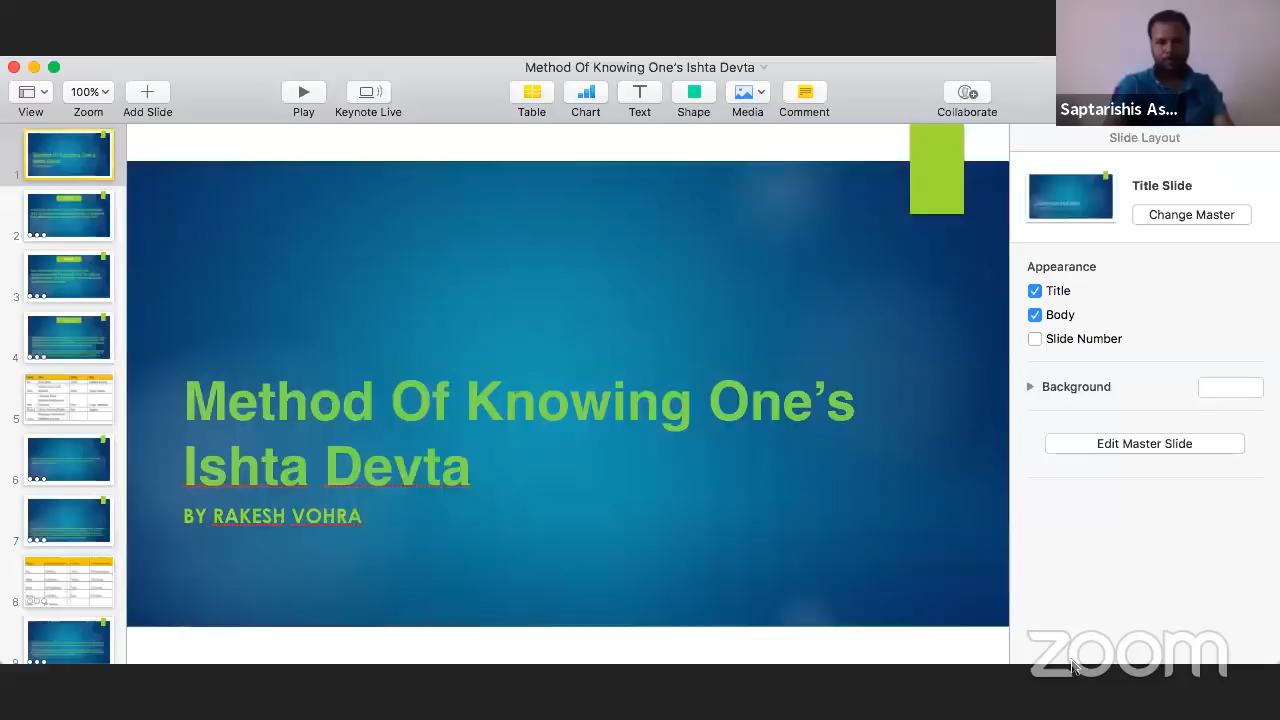 Method Of Knowing One's Ishta Devta
100%
View
Zoom
Add Slide
Play
Keynote Live
Table
Chart
Text
Shape
Media
Comment
Collaborate
Saptarishis As...
1
2
3
4
5
6
7
8
Method Of Knowing One’s
Ishta Devta
BY RAKESH VOHRA
Slide Layout
Title Slide
Change Master
Appearance
Title
Body
Slide Number
Background
Edit Master Slide
zoom